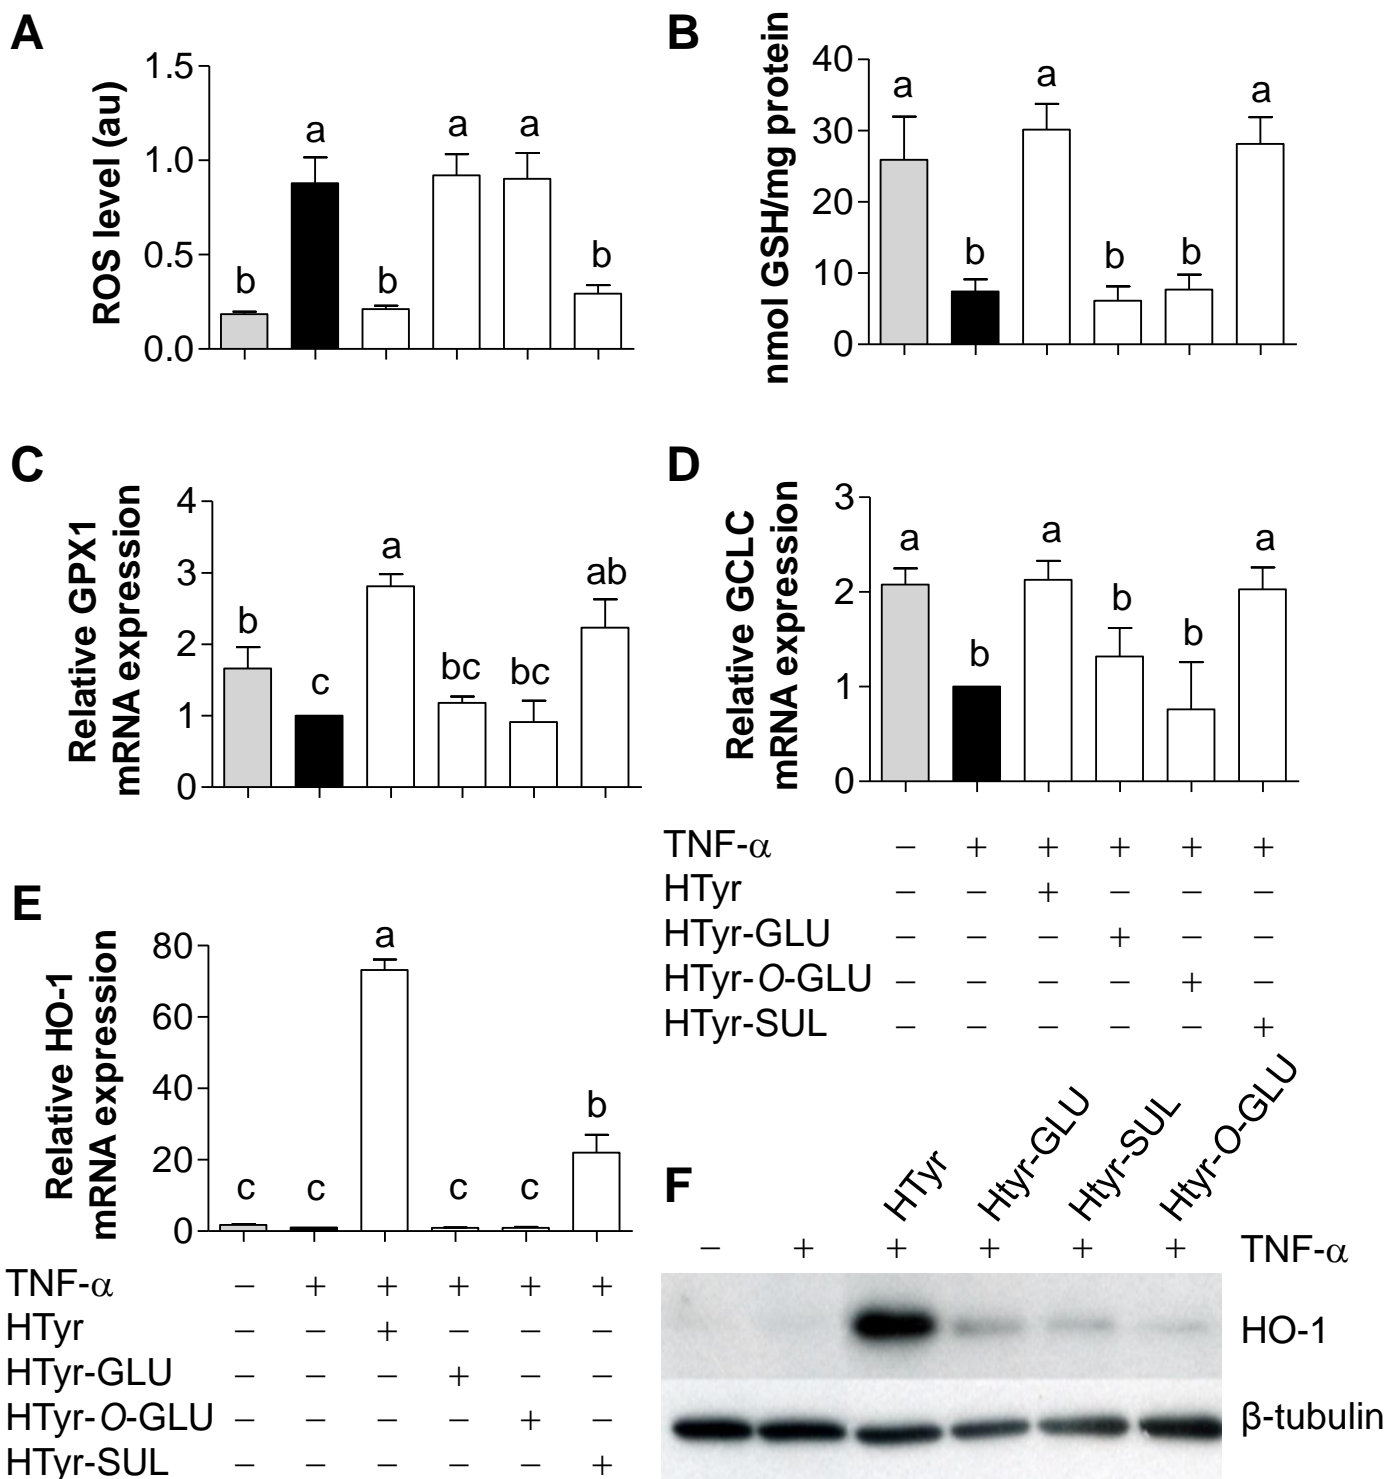 A
ROS level (au)
1.5
1.0
0.5
0.0
b
a
b
a
a
b
B
nmol GSH/mg protein
40
30
20
10
0
a
b
a
b
b
a
C
Relative GPX1
mRNA expression
4
3
2
1
0
b
c
a
bc
bc
ab
D
Relative GCLC
mRNA expression
3
2
1
0
a
b
a
b
b
a
TNF-α – + + + + +
HTyr – – + – – –
HTyr-GLU – – – + – –
HTyr-O-GLU – – – – + –
HTyr-SUL – – – – – +
E
Relative HO-1
mRNA expression
80
60
40
20
0
c
c
a
c
c
b
TNF-α – + + + + +
HTyr – – + – – –
HTyr-GLU – – – + – –
HTyr-O-GLU – – – – + –
HTyr-SUL – – – – – +
F
HTyr
Htyr-GLU
Htyr-SUL
Htyr-O-GLU
– + + + + + TNF-α
HO-1
β-tubulin